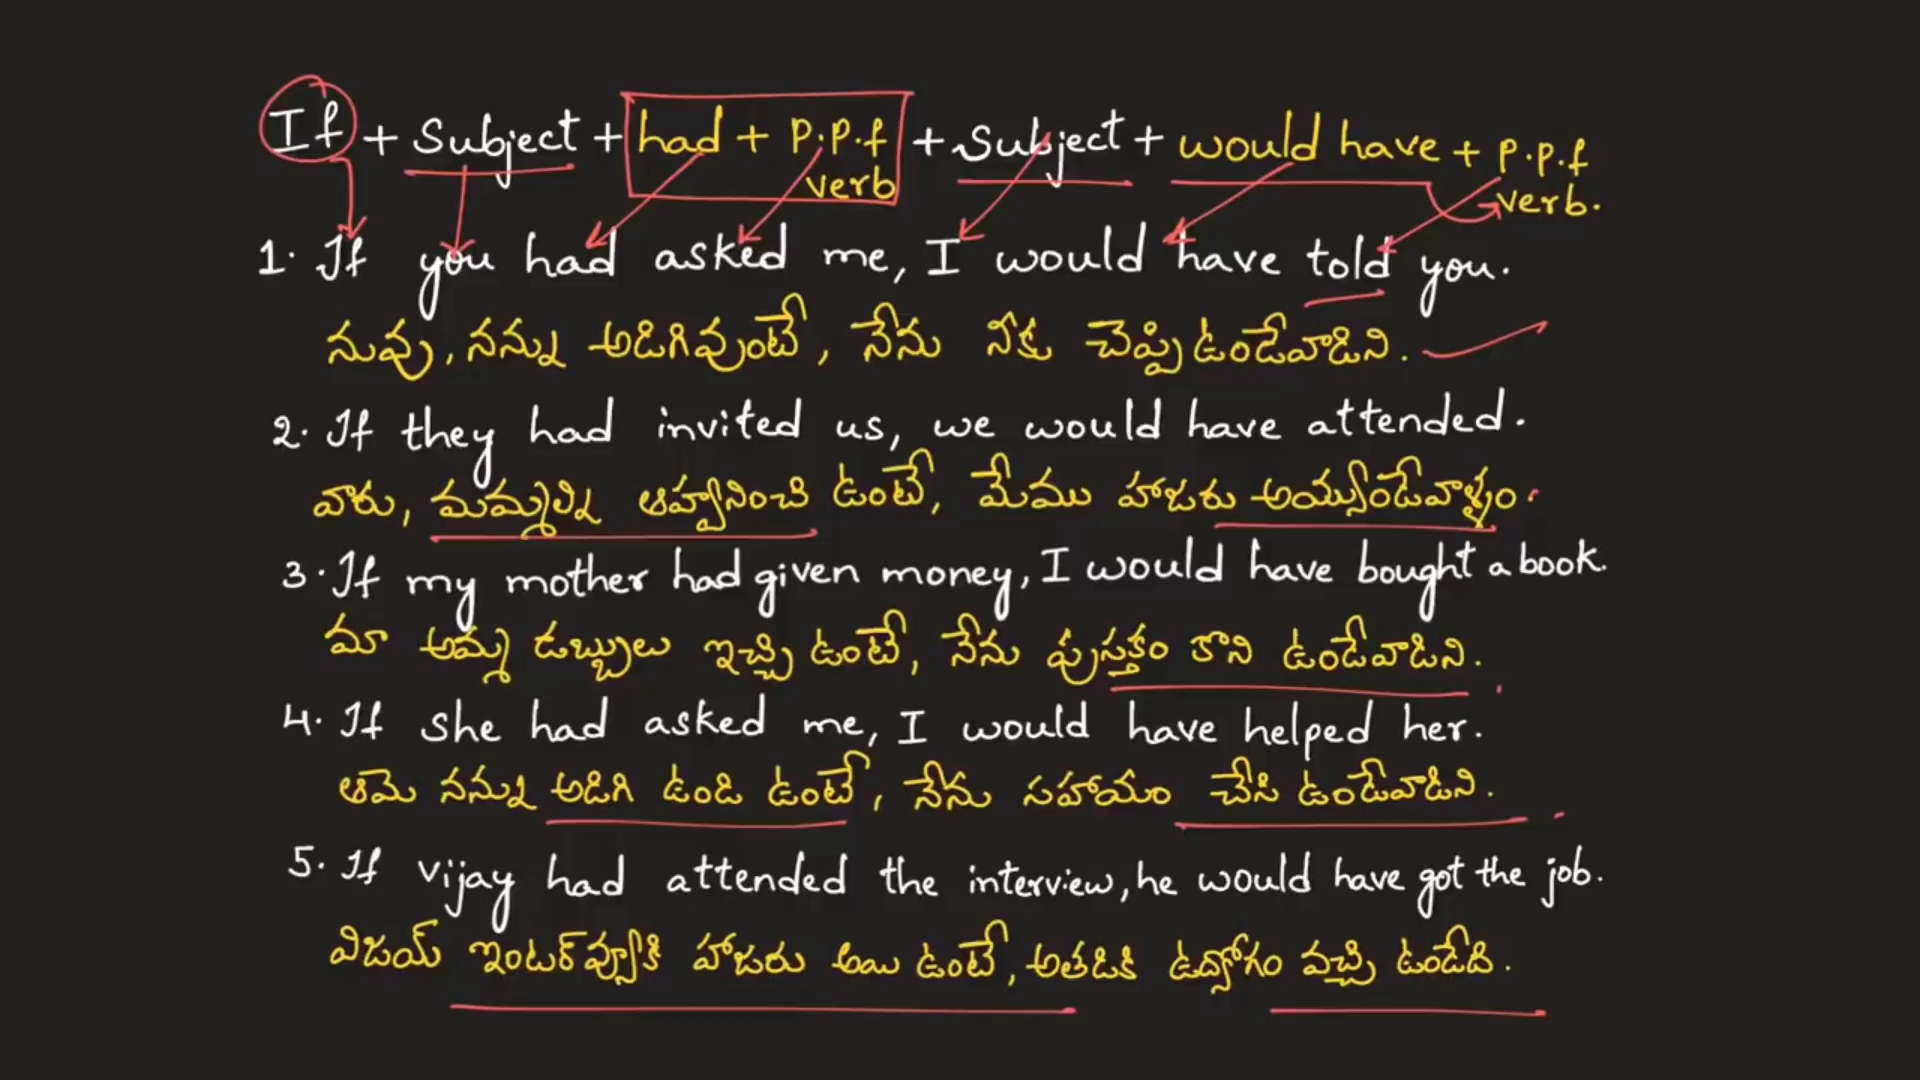 If + Subject + had + p.p.f + Subject + would have + p.p.f
verb verb.
1. If you had asked me, I would have told you.
నువ్వు, నన్ను అడిగివుంటే, నేను నీకు చెప్పి ఉండేవాడిని.
2. If they had invited us, we would have attended.
వారు, మమ్మల్ని ఆహ్వానించి ఉంటే, మేము హాజరు అయ్యుండేవాళ్ళం.
3. If my mother had given money, I would have bought a book.
మా అమ్మ డబ్బులు ఇచ్చి ఉంటే, నేను పుస్తకం కొని ఉండేవాడిని.
4. If she had asked me, I would have helped her.
ఆమె నన్ను అడిగి ఉండి ఉంటే, నేను సహాయం చేసి ఉండేవాడిని.
5. If vijay had attended the interview, he would have got the job.
విజయ్ ఇంటర్వ్యూకి హాజరు అయి ఉంటే, అతడికి ఉద్యోగం వచ్చి ఉండేది.